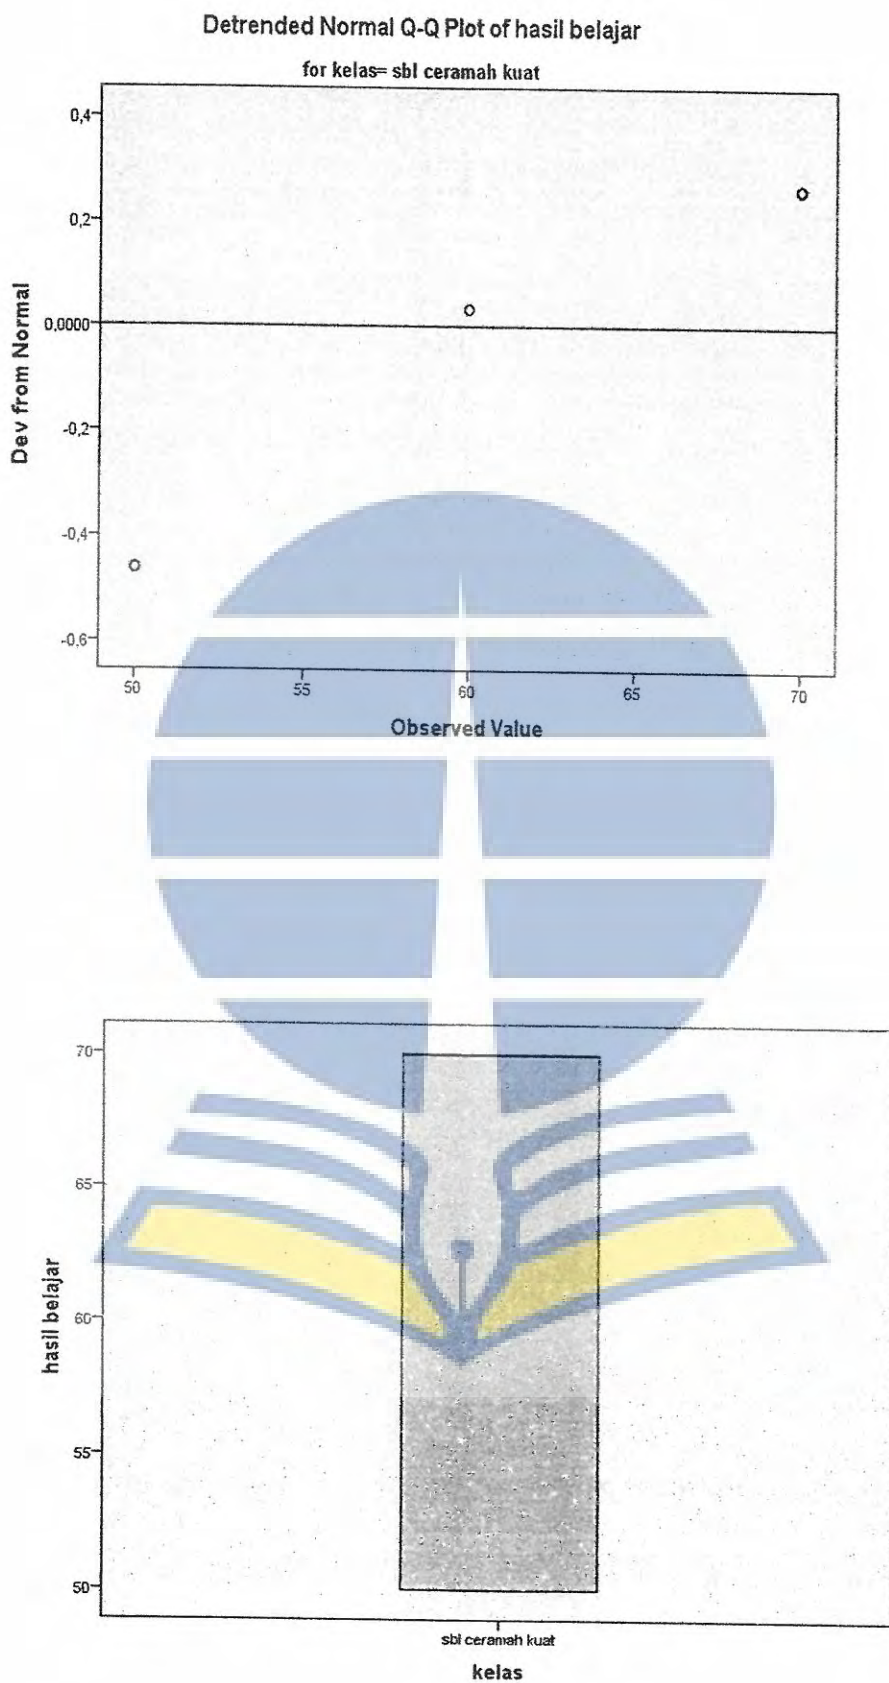 Detrended Normal Q-Q Plot of hasil belajar
for kelas= sbl ceramah kuat
0,4
0,2
0,0000
-0,2
-0,4
-0,6
Dev from Normal
50 55 60 65 70
Observed Value
70
65
60
55
50
hasil belajar
sbl ceramah kuat
kelas